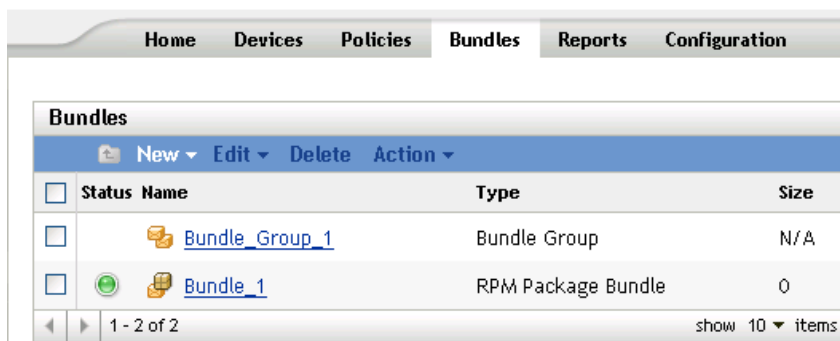 Home Devices Policies Bundles Reports Configuration
Bundles
New Edit Delete Action
Status Name Type Size
Bundle_Group_1 Bundle Group N/A
Bundle_1 RPM Package Bundle 0
1 - 2 of 2 show 10 items